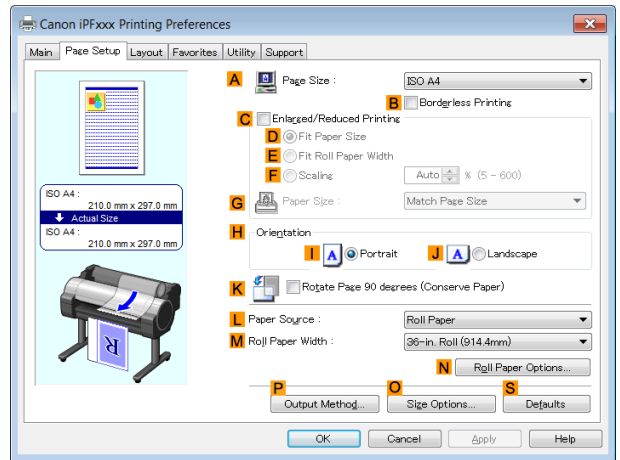 Canon iPFxxx Printing Preferences
Main Page Setup Layout Favorites Utility Support
A Page Size : ISO A4
B Borderless Printing
C Enlarged/Reduced Printing
D Fit Paper Size
E Fit Roll Paper Width
F Scaling Auto % (5 - 600)
G Paper Size : Match Page Size
ISO A4 :
210.0 mm x 297.0 mm
Actual Size
ISO A4 :
210.0 mm x 297.0 mm
H Orientation
I A Portrait J A Landscape
K Rotate Page 90 degrees (Conserve Paper)
L Paper Source : Roll Paper
M Roll Paper Width : 36-in. Roll (914.4mm)
N Roll Paper Options...
R
P O S
Output Method... Size Options... Defaults
OK Cancel Apply Help